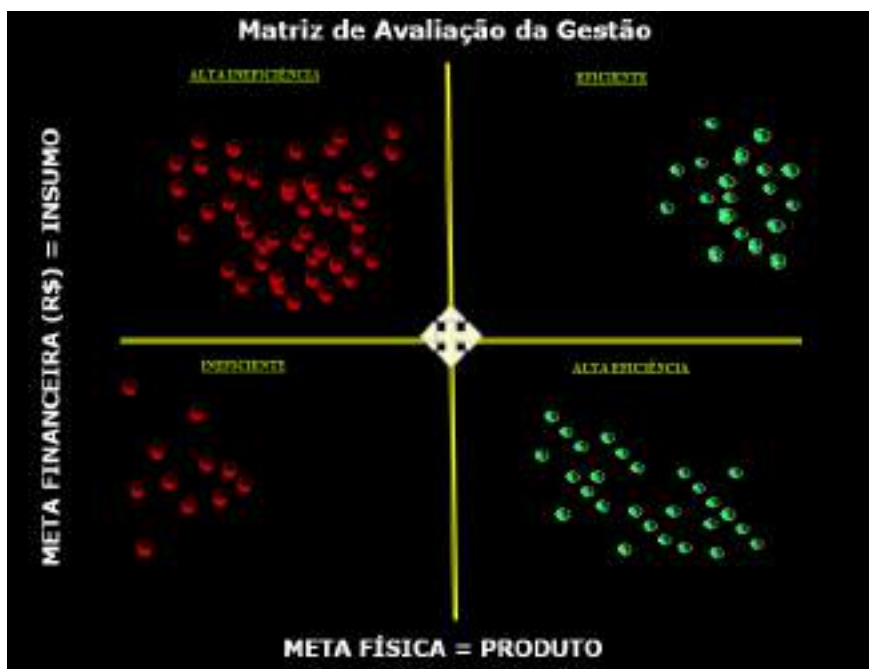 Matriz de Avaliação da Gestão
ALTA INEFICIÊNCIA
EFICIENTE
META FINANCEIRA (R$) = INSUMO
INEFICIENTE
ALTA EFICIÊNCIA
META FÍSICA = PRODUTO